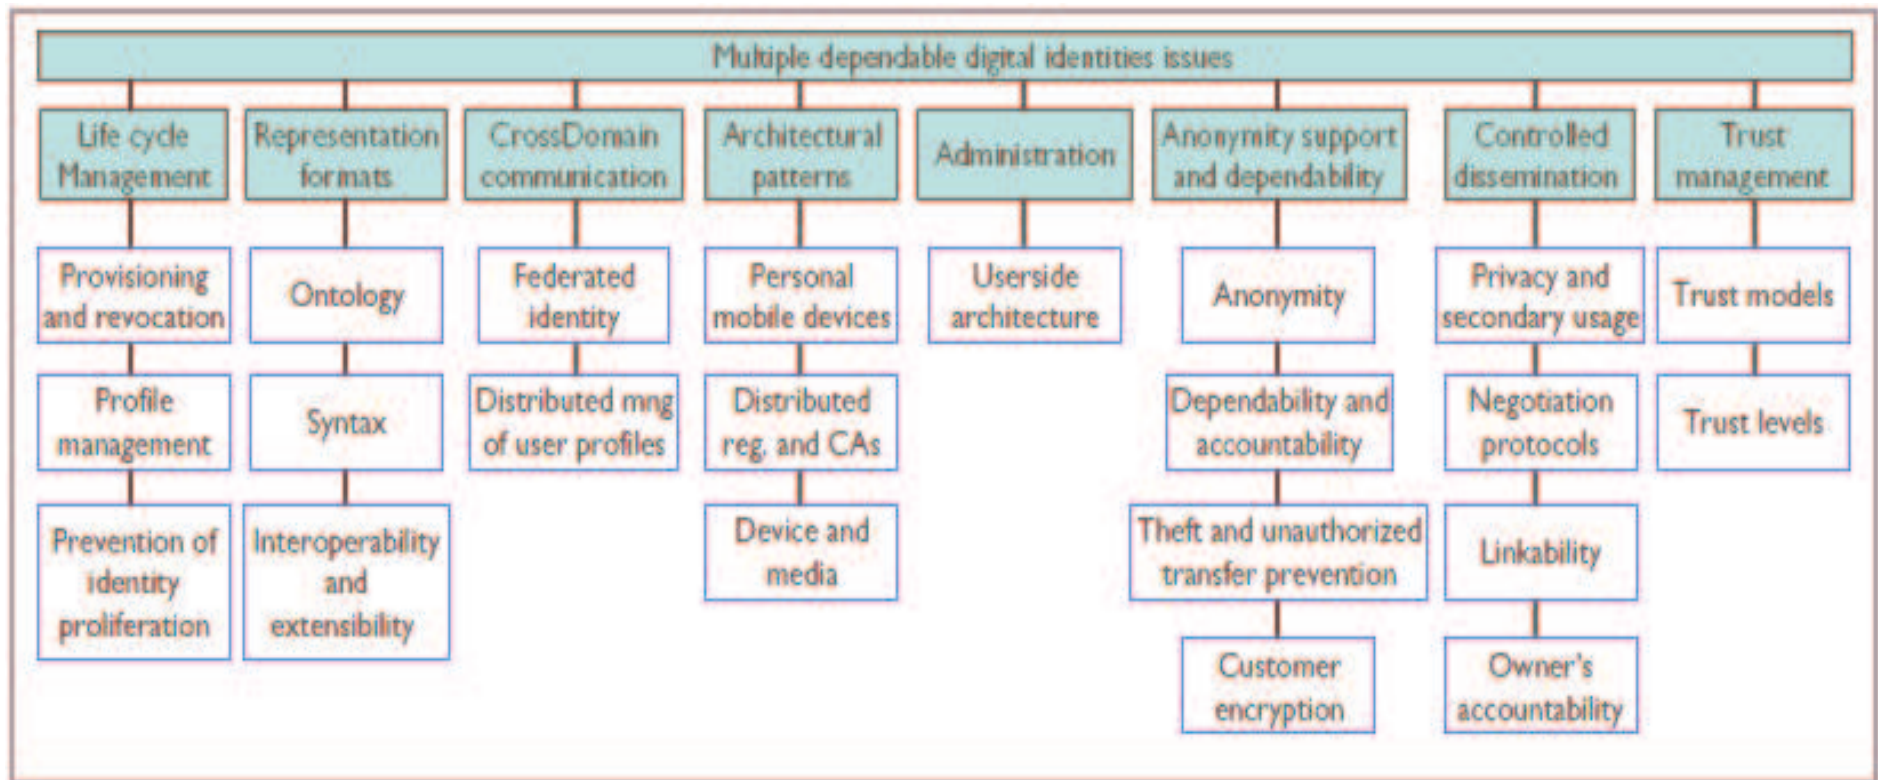 Multiple dependable digital identities issues
Life cycle
Management
Representation
formats
CrossDomain
communication
Architectural
patterns
Administration
Anonymity support
and dependability
Controlled
dissemination
Trust
management
Provisioning
and revocation
Ontology
Federated
identity
Personal
mobile devices
Userside
architecture
Anonymity
Privacy and
secondary usage
Trust models
Profile
management
Syntax
Distributed mng
of user profiles
Distributed
reg. and CAs
Dependability and
accountability
Negotiation
protocols
Trust levels
Prevention of
identity
proliferation
Interoperability
and
extensibility
Device and
media
Theft and unauthorized
transfer prevention
Linkability
Customer
encryption
Owner's
accountability